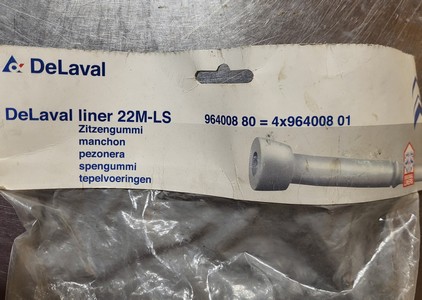 DeLaval
DeLaval liner 22M-LS 964008 80 = 4x964008 01
Zitzengummi
manchon
pezonera
spengummi
tepelvoeringen